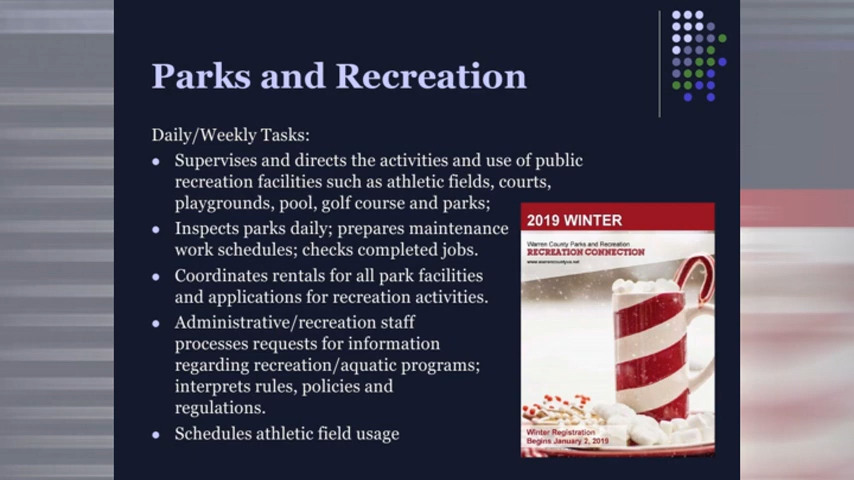 Parks and Recreation
Daily/Weekly Tasks:
• Supervises and directs the activities and use of public
recreation facilities such as athletic fields, courts,
playgrounds, pool, golf course and parks;
• Inspects parks daily; prepares maintenance
work schedules; checks completed jobs.
• Coordinates rentals for all park facilities
and applications for recreation activities.
• Administrative/recreation staff
processes requests for information
regarding recreation/aquatic programs;
interprets rules, policies and
regulations.
• Schedules athletic field usage
2019 WINTER
Warren County Parks and Recreation
RECREATION CONNECTION
www.warrencountyva.net
Winter Registration
Begins January 2, 2019